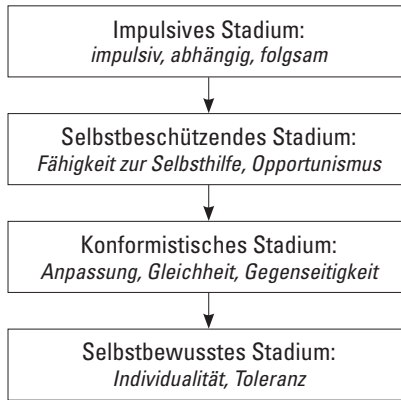 Impulsives Stadium:
impulsiv, abhängig, folgsam
Selbstbeschützendes Stadium:
Fähigkeit zur Selbsthilfe, Opportunismus
Konformistisches Stadium:
Anpassung, Gleichheit, Gegenseitigkeit
Selbstbewusstes Stadium:
Individualität, Toleranz